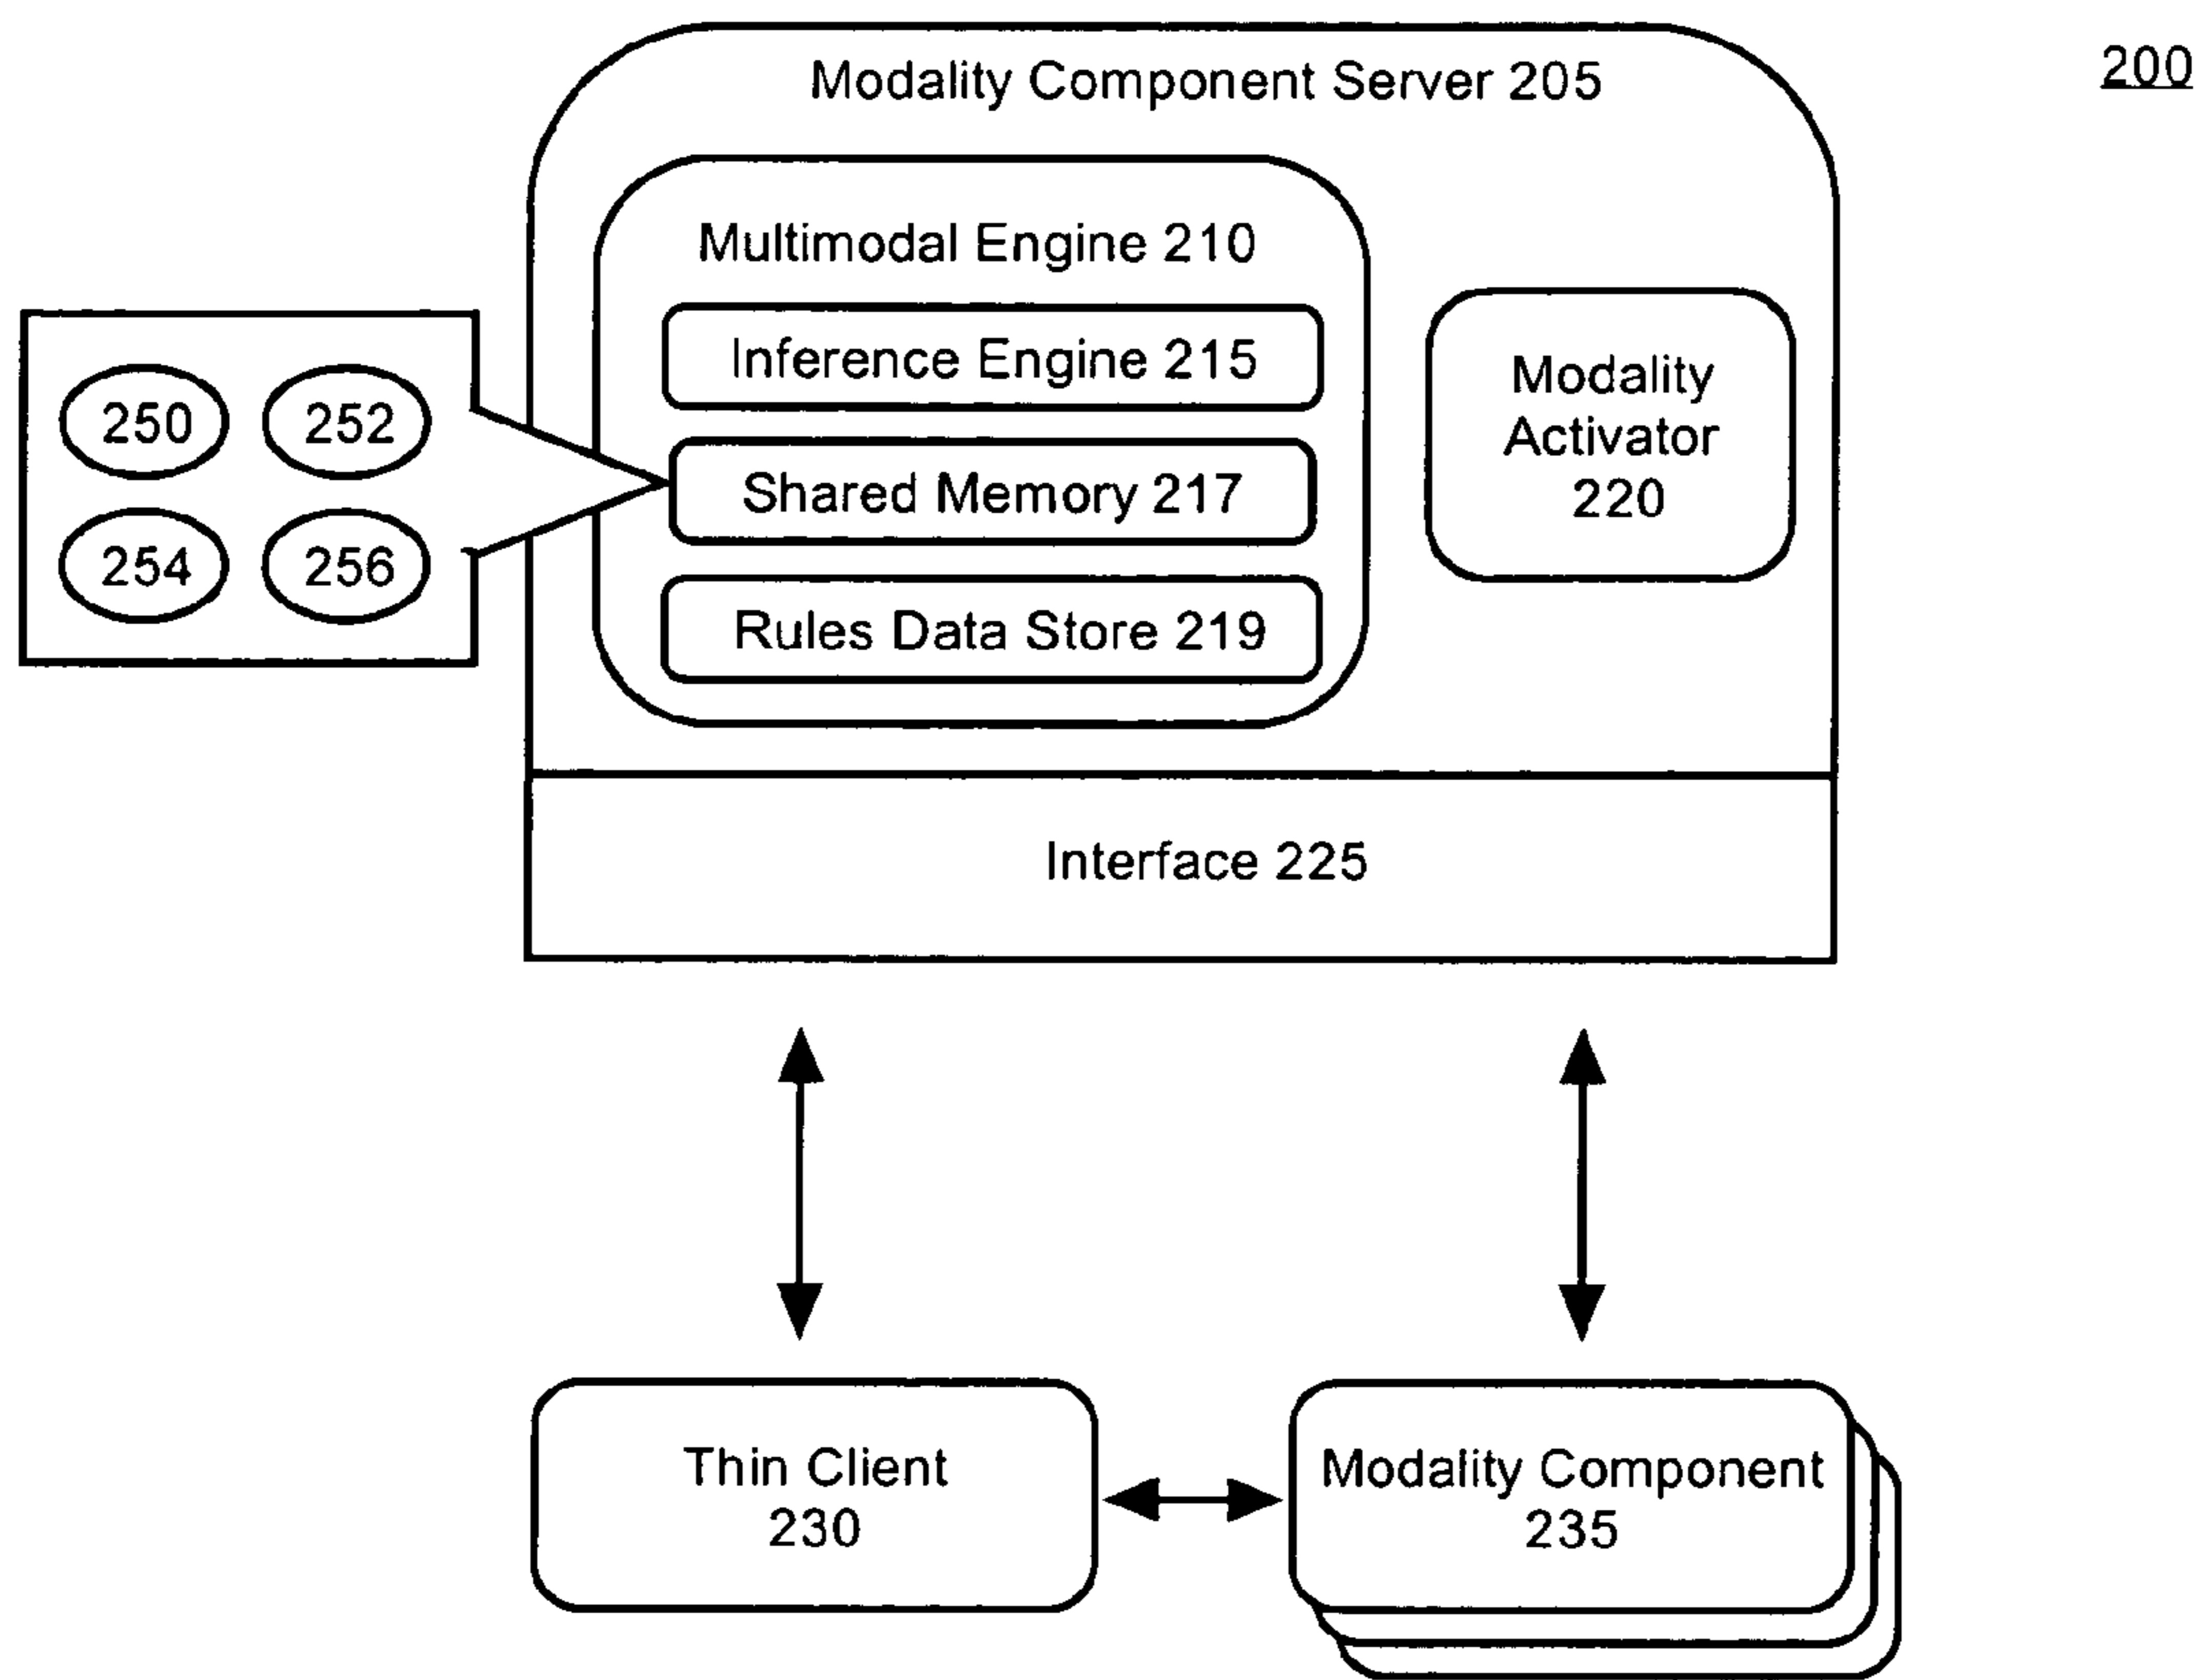 200
Modality Component Server 205
Multimodal Engine 210
Inference Engine 215
Shared Memory 217
Rules Data Store 219
Modality
Activator
220
250
252
254
256
Interface 225
Thin Client
230
Modality Component
235